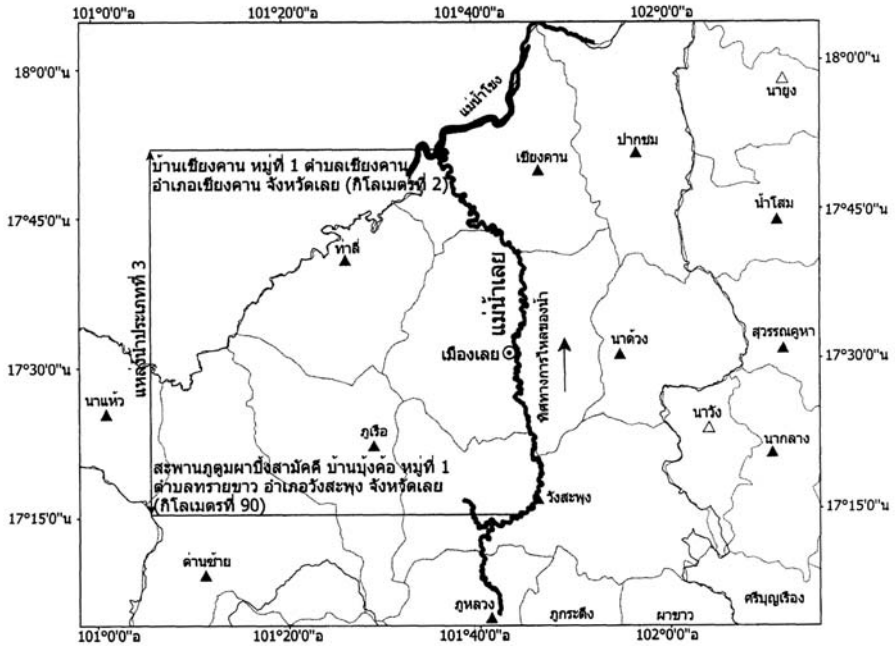 101°0'0"อ 101°20'0"อ 101°40'0"อ 102°0'0"อ
18°0'0"น
18°0'0"น
แม่น้ำโขง
นายูง
ปากชม
เชียงคาน
บ้านเชียงคาน หมู่ที่ 1 ตำบลเชียงคาน
อำเภอเชียงคาน จังหวัดเลย (กิโลเมตรที่ 2)
17°45'0"น
17°45'0"น
น้ำโสม
ท่าลี่
แม่น้ำเลย
แหล่งน้ำประเภทที่ 3
ทิศทางการไหลของน้ำ
เมืองเลย
นาด้วง
สุวรรณคูหา
17°30'0"น
17°30'0"น
นาแห้ว
ภูเรือ
นาวัง
นากลาง
สะพานภูดูมผาบิ้งสามัคคี บ้านบุ่งค้อ หมู่ที่ 1
ตำบลทรายขาว อำเภอวังสะพุง จังหวัดเลย
(กิโลเมตรที่ 90)
วังสะพุง
17°15'0"น
17°15'0"น
ด่านซ้าย
ภูหลวง
ภูกระดึง
ผาขาว
ศรีบุญเรือง
101°0'0"อ 101°20'0"อ 101°40'0"อ 102°0'0"อ